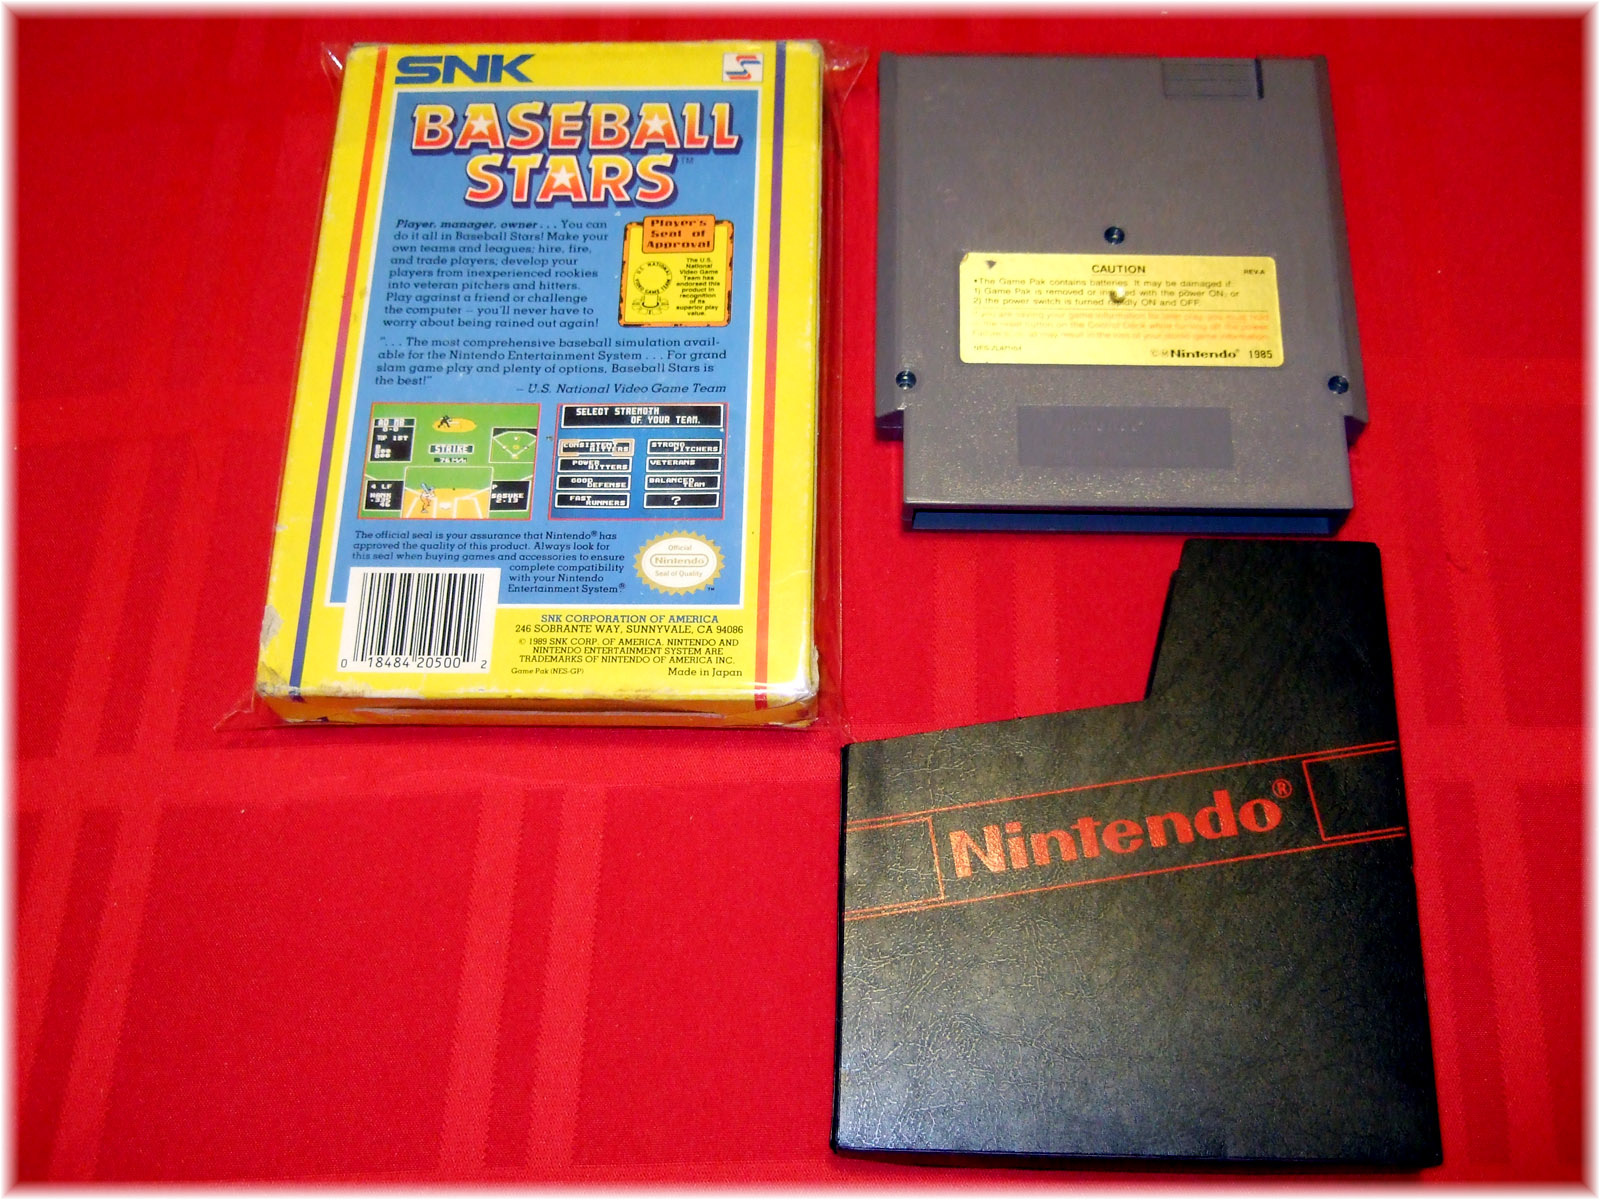 SNK
BASEBALL
STARS™
Player, manager, owner . . . You can
do it all in Baseball Stars! Make your
own teams and leagues; hire, fire,
and trade players; develop your
players from inexperienced rookies
into veteran pitchers and hitters.
Play against a friend or challenge
the computer – you'll never have to
worry about being rained out again!
Player's
Seal of
Approval
The U.S.
National
Video Game
Team has
endorsed this
product in
recognition
of its
superior play
value.
". . . The most comprehensive baseball simulation avail-
able for the Nintendo Entertainment System . . . For grand
slam game play and plenty of options, Baseball Stars is
the best!"
– U.S. National Video Game Team
TOP 1ST
STRIKE
4 LF
P
SASUKE
2-13
SELECT STRENGTH
OF YOUR TEAM.
CONSISTENT
HITTERS
STRONG
PITCHERS
POWER
HITTERS
VETERANS
GOOD
DEFENSE
BALANCED
TEAM
FAST
RUNNERS
?
The official seal is your assurance that Nintendo® has
approved the quality of this product. Always look for
this seal when buying games and accessories to ensure
complete compatibility
with your Nintendo
Entertainment System®
Official
Nintendo
Seal of Quality
™
0 18484 20500 2
SNK CORPORATION OF AMERICA
246 SOBRANTE WAY, SUNNYVALE, CA 94086
© 1989 SNK CORP. OF AMERICA. NINTENDO AND
NINTENDO ENTERTAINMENT SYSTEM ARE
TRADEMARKS OF NINTENDO OF AMERICA INC.
Game Pak (NES-GP) Made in Japan
CAUTION
REV.A
•The Game Pak contains batteries. It may be damaged if:
1) Game Pak is removed or inserted with the power ON; or
2) the power switch is turned rapidly ON and OFF.
©®Nintendo® 1985
Nintendo®